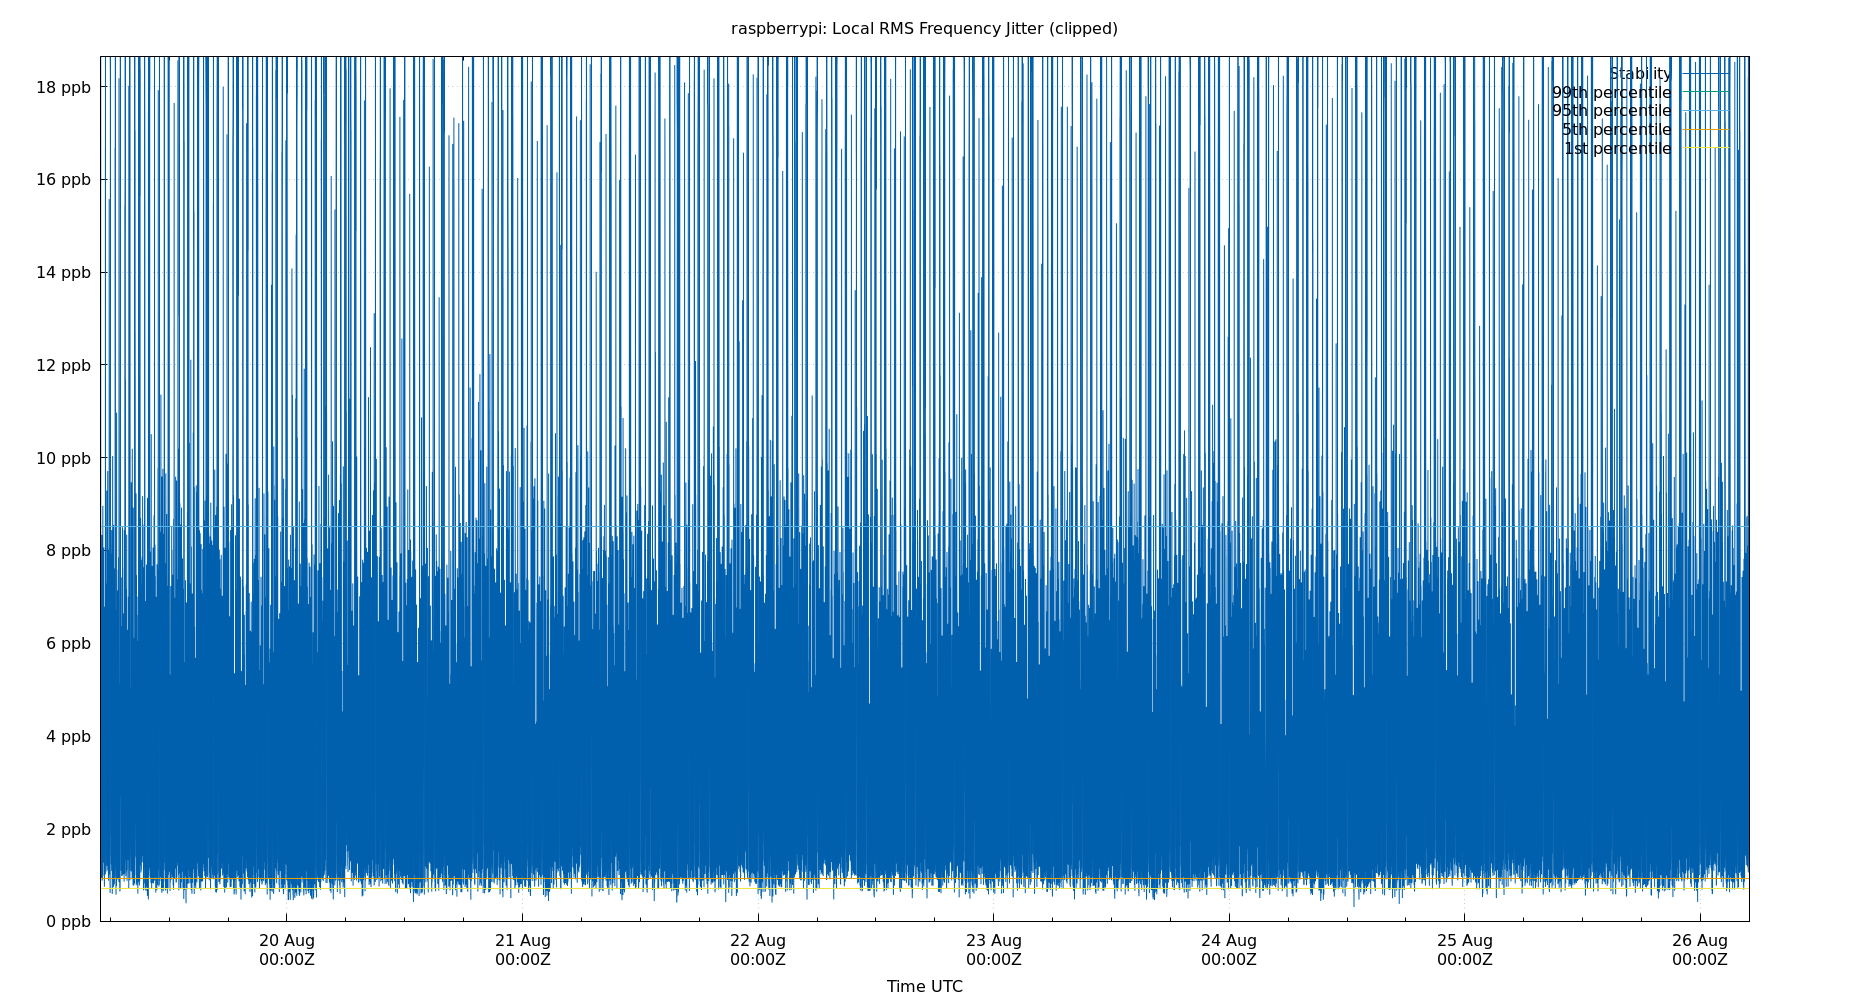 raspberrypi: Local RMS Frequency Jitter (clipped)
18 ppb
16 ppb
14 ppb
12 ppb
10 ppb
8 ppb
6 ppb
4 ppb
2 ppb
0 ppb
Stability
99th percentile
95th percentile
5th percentile
1st percentile
20 Aug 21 Aug 22 Aug 23 Aug 24 Aug 25 Aug 26 Aug
00:00Z 00:00Z 00:00Z 00:00Z 00:00Z 00:00Z 00:00Z
Time UTC